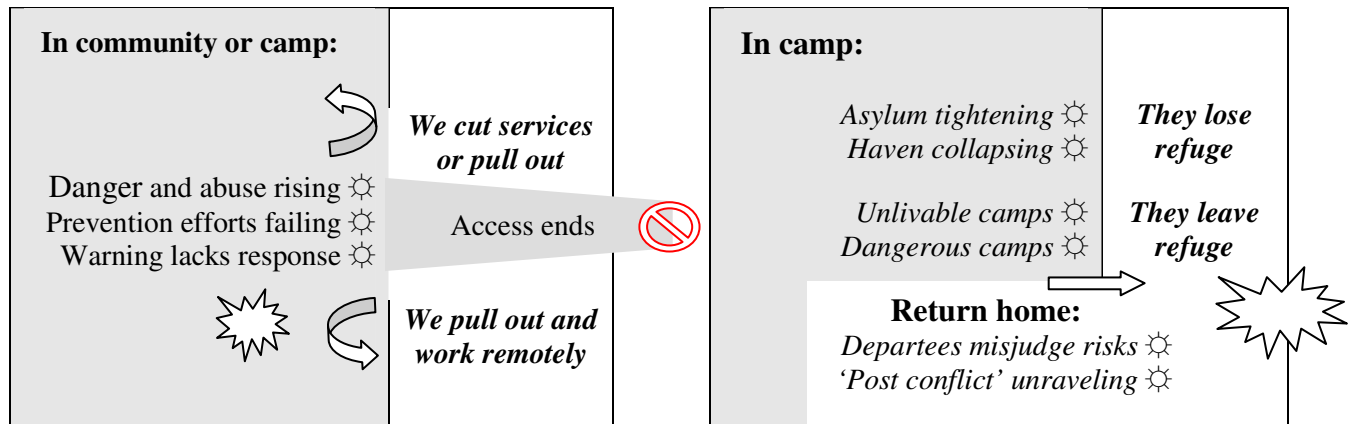 In community or camp:
We cut services
or pull out
Danger and abuse rising ☼
Prevention efforts failing ☼
Warning lacks response ☼
Access ends
We pull out and
work remotely
In camp:
Asylum tightening ☼
Haven collapsing ☼
They lose
refuge
Unlivable camps ☼
Dangerous camps ☼
They leave
refuge
Return home:
Departees misjudge risks ☼
‘Post conflict’ unraveling ☼